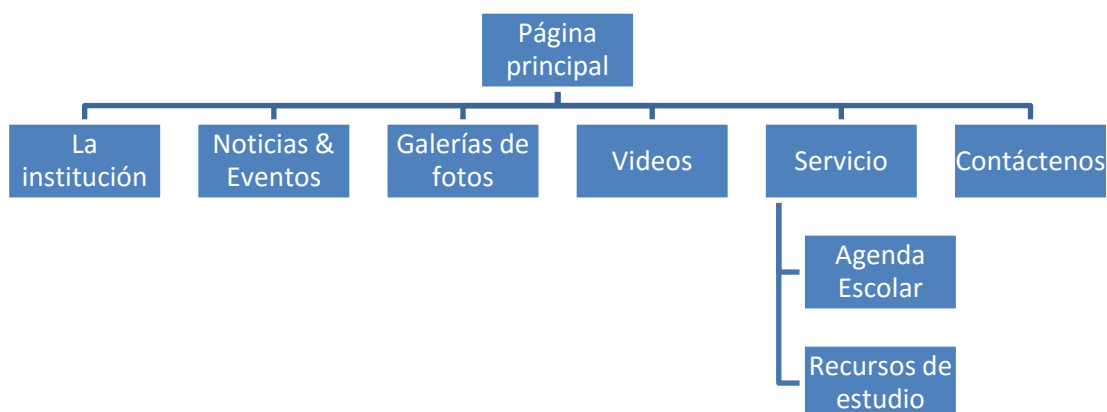 Página
principal
La
institución
Noticias &
Eventos
Galerías de
fotos
Videos
Servicio
Contáctenos
Agenda
Escolar
Recursos de
estudio